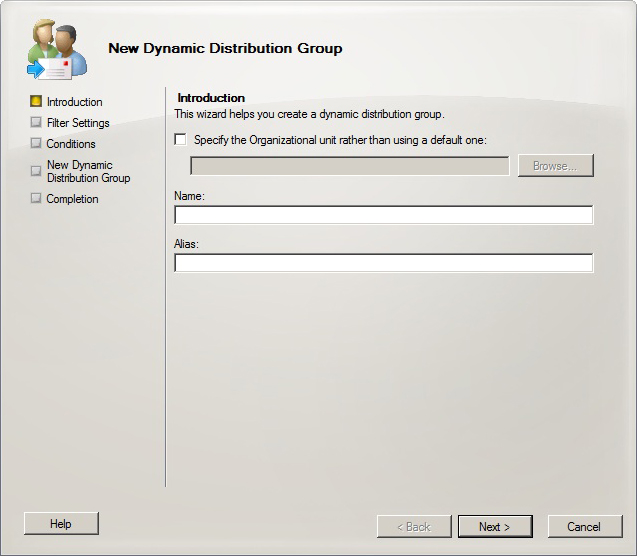 New Dynamic Distribution Group
Introduction
Filter Settings
Conditions
New Dynamic
Distribution Group
Completion
Introduction
This wizard helps you create a dynamic distribution group.
Specify the Organizational unit rather than using a default one:
Browse...
Name:
Alias:
Help
< Back
Next >
Cancel